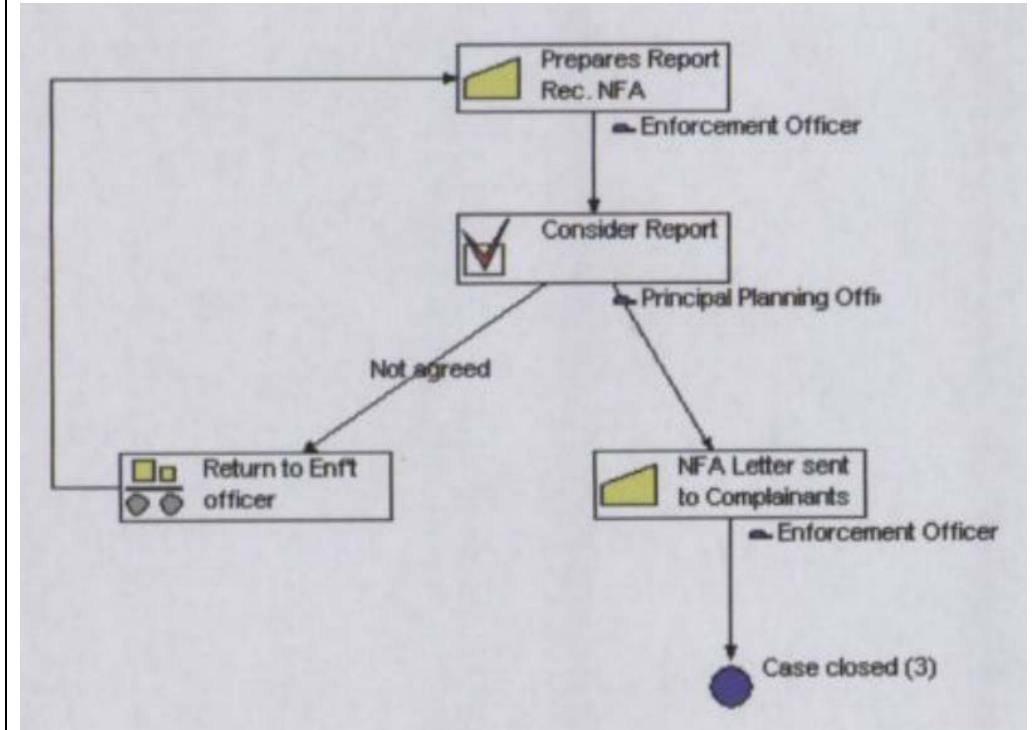 Prepares Report
Rec. NFA
Enforcement Officer
Consider Report
Principal Planning Offi
Not agreed
Return to Enf't
officer
NFA Letter sent
to Complainants
Enforcement Officer
Case closed (3)